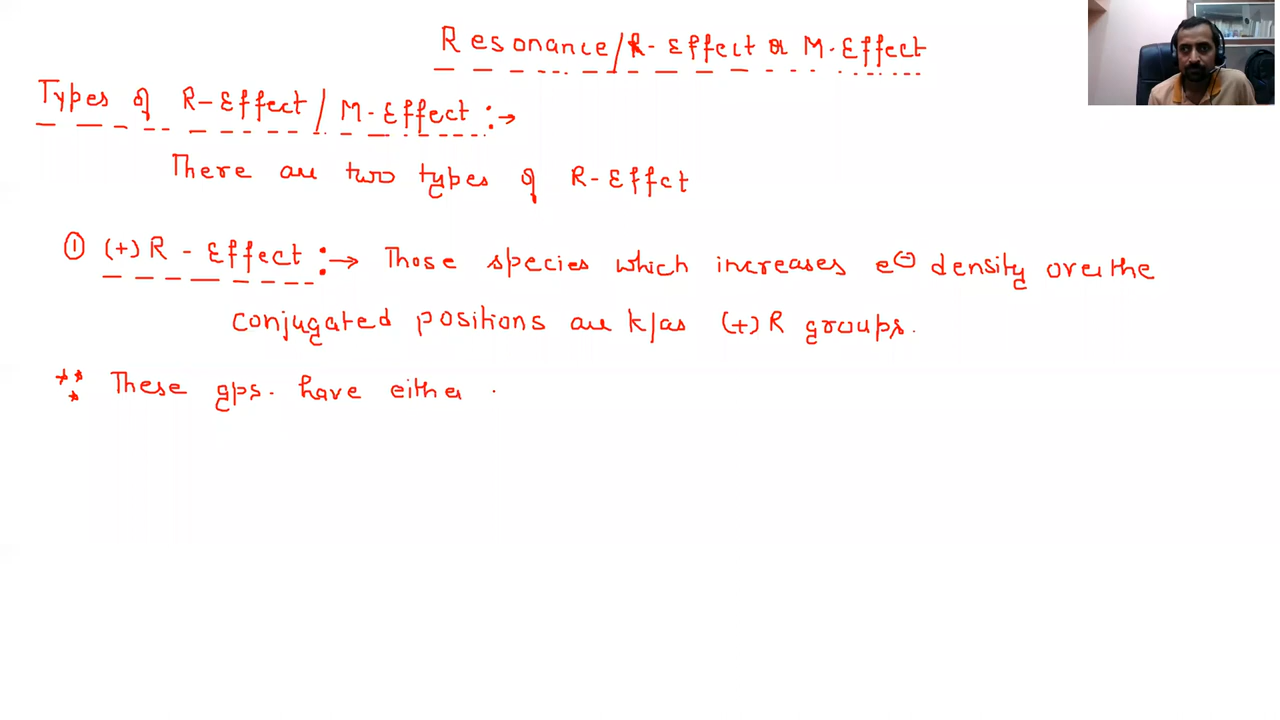 Resonance/R-Effect or M-Effect
Types of R-Effect/M-Effect :→
There are two types of R-Effct
① (+)R - Effect :→ Those species which increases e⊖ density over the
conjugated positions are k/as (+)R groups.
*** These gps. have either .